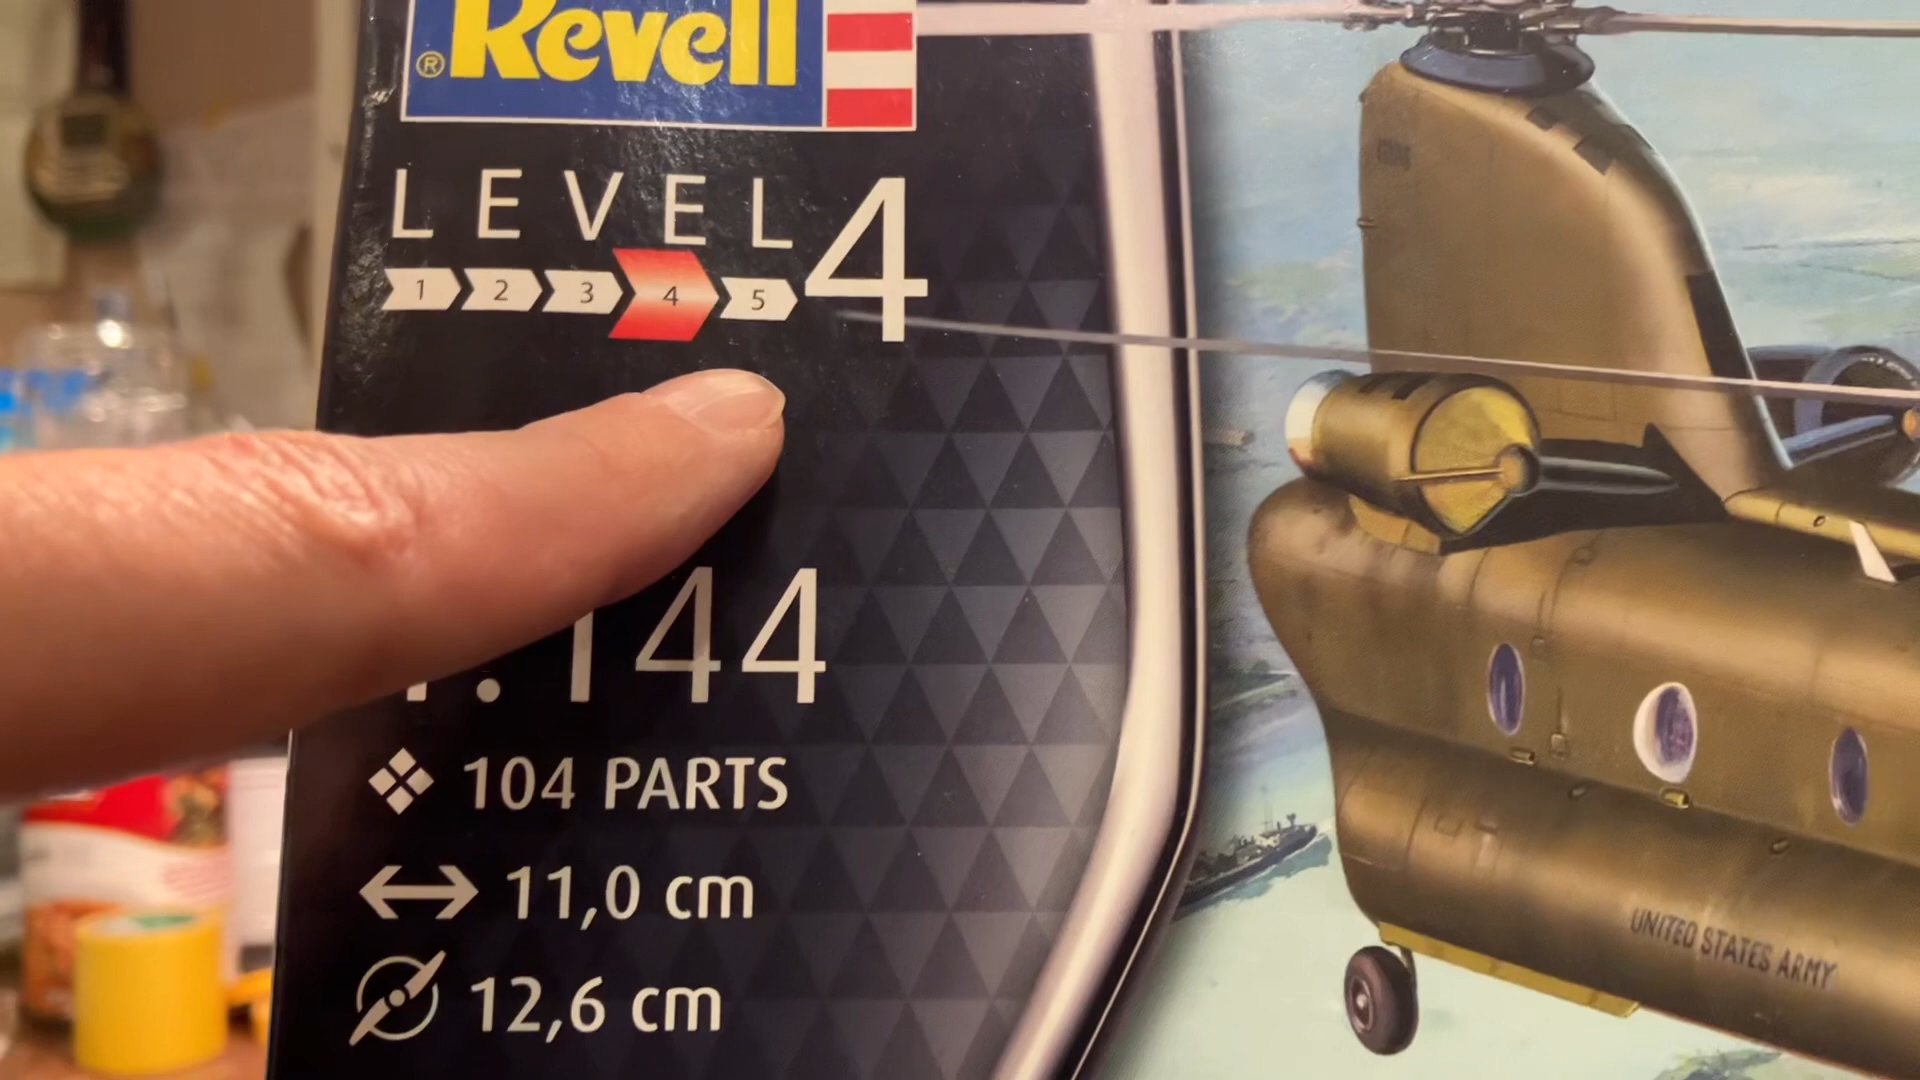 ® Revell
LEVEL 4
1 2 3 4 5
1:144
104 PARTS
11,0 cm
12,6 cm
UNITED STATES ARMY